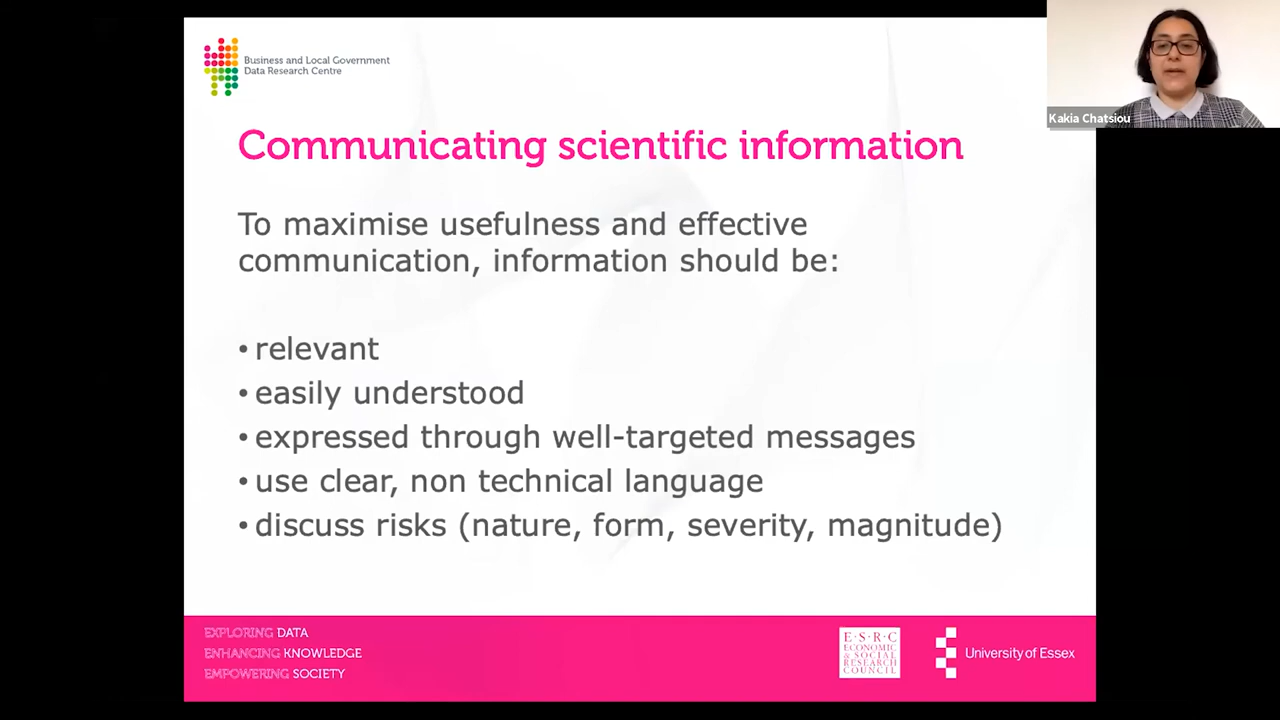 Business and Local Government
Data Research Centre
Kakia Chatsiou
Communicating scientific information
To maximise usefulness and effective
communication, information should be:
• relevant
• easily understood
• expressed through well-targeted messages
• use clear, non technical language
• discuss risks (nature, form, severity, magnitude)
EXPLORING DATA
ENHANCING KNOWLEDGE
EMPOWERING SOCIETY
E·S·R·C
ECONOMIC
& SOCIAL
RESEARCH
COUNCIL
University of Essex